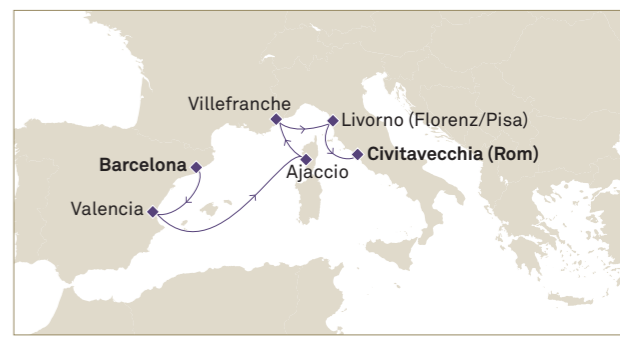 Villefranche
Livorno (Florenz/Pisa)
Barcelona
Civitavecchia (Rom)
Ajaccio
Valencia